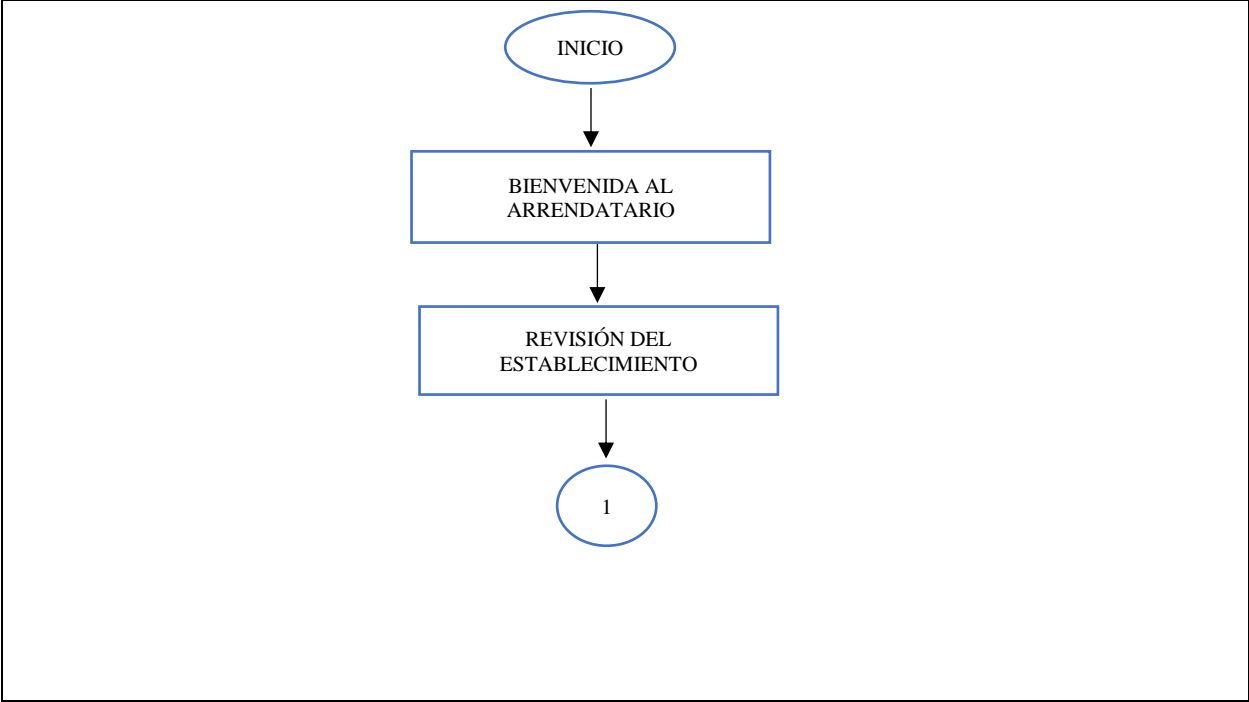 INICIO
BIENVENIDA AL
ARRENDATARIO
REVISIÓN DEL
ESTABLECIMIENTO
1